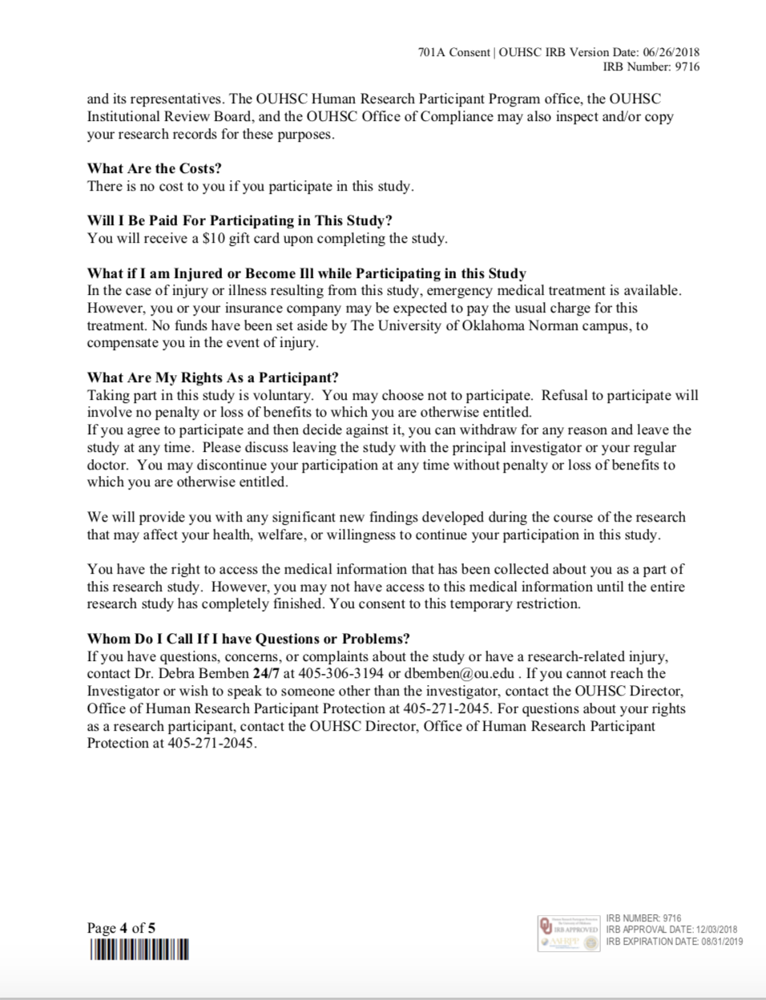 701A Consent | OUHSC IRB Version Date: 06/26/2018
IRB Number: 9716
and its representatives. The OUHSC Human Research Participant Program office, the OUHSC
Institutional Review Board, and the OUHSC Office of Compliance may also inspect and/or copy
your research records for these purposes.
What Are the Costs?
There is no cost to you if you participate in this study.
Will I Be Paid For Participating in This Study?
You will receive a $10 gift card upon completing the study.
What if I am Injured or Become Ill while Participating in this Study
In the case of injury or illness resulting from this study, emergency medical treatment is available.
However, you or your insurance company may be expected to pay the usual charge for this
treatment. No funds have been set aside by The University of Oklahoma Norman campus, to
compensate you in the event of injury.
What Are My Rights As a Participant?
Taking part in this study is voluntary.  You may choose not to participate.  Refusal to participate will
involve no penalty or loss of benefits to which you are otherwise entitled.
If you agree to participate and then decide against it, you can withdraw for any reason and leave the
study at any time.  Please discuss leaving the study with the principal investigator or your regular
doctor.  You may discontinue your participation at any time without penalty or loss of benefits to
which you are otherwise entitled.
We will provide you with any significant new findings developed during the course of the research
that may affect your health, welfare, or willingness to continue your participation in this study.
You have the right to access the medical information that has been collected about you as a part of
this research study.  However, you may not have access to this medical information until the entire
research study has completely finished. You consent to this temporary restriction.
Whom Do I Call If I have Questions or Problems?
If you have questions, concerns, or complaints about the study or have a research-related injury,
contact Dr. Debra Bemben 24/7 at 405-306-3194 or dbemben@ou.edu . If you cannot reach the
Investigator or wish to speak to someone other than the investigator, contact the OUHSC Director,
Office of Human Research Participant Protection at 405-271-2045. For questions about your rights
as a research participant, contact the OUHSC Director, Office of Human Research Participant
Protection at 405-271-2045.
Page 4 of 5
IRB APPROVED
AAHRPP
IRB NUMBER: 9716
IRB APPROVAL DATE: 12/03/2018
IRB EXPIRATION DATE: 08/31/2019